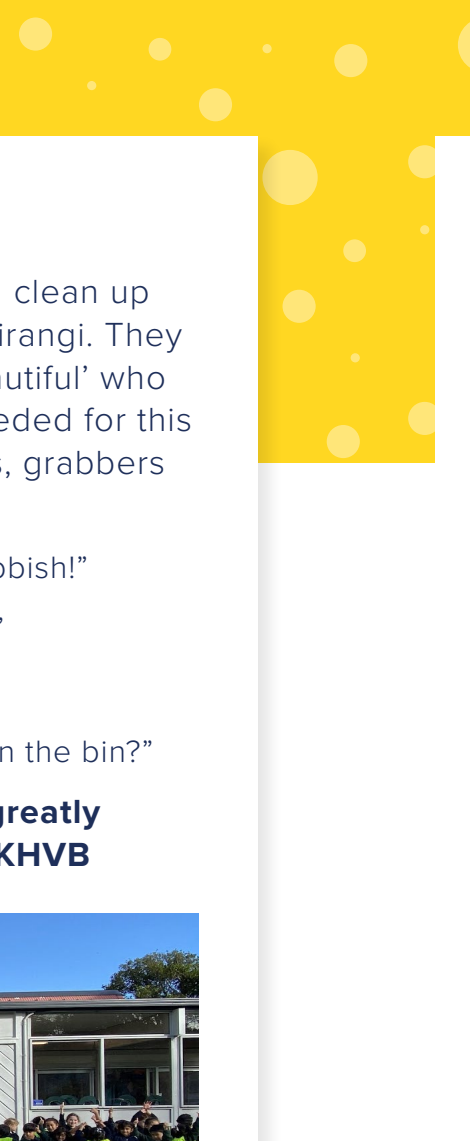 clean up
irangi. They
utiful’ who
eded for this
s, grabbers
bbish!”
”
n the bin?”
greatly
KHVB